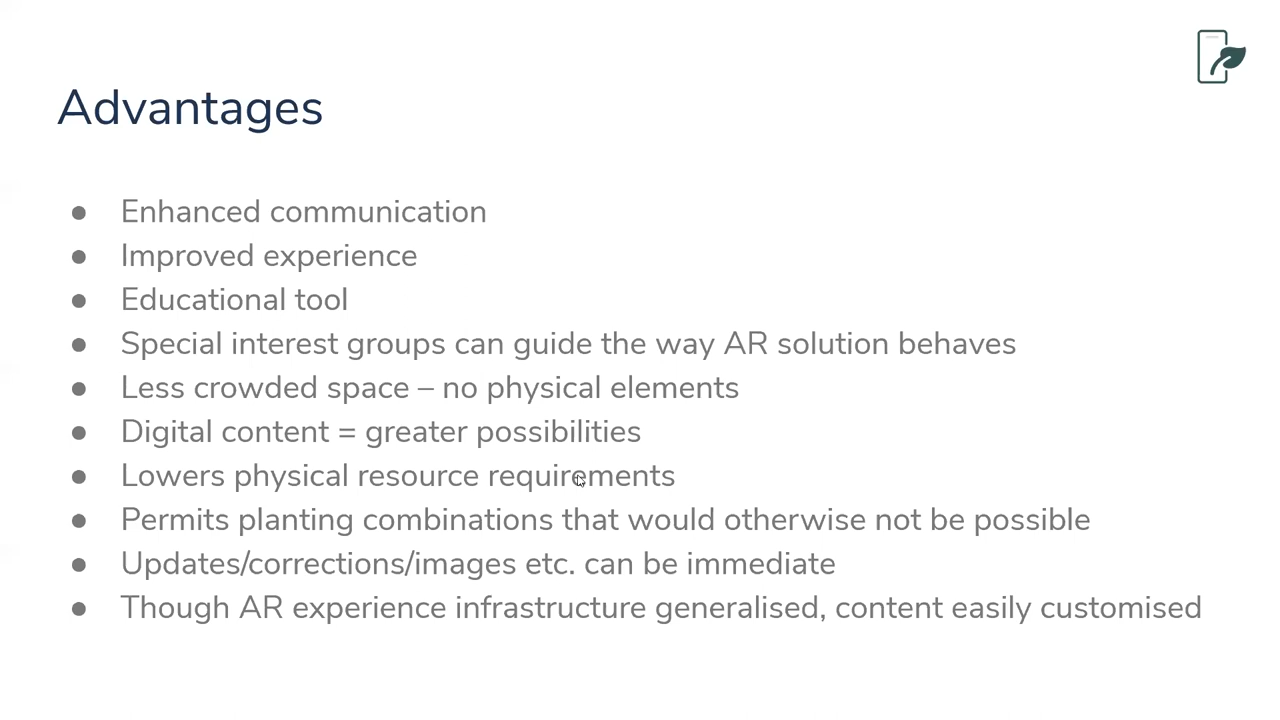 Advantages
● Enhanced communication
● Improved experience
● Educational tool
● Special interest groups can guide the way AR solution behaves
● Less crowded space – no physical elements
● Digital content = greater possibilities
● Lowers physical resource requirements
● Permits planting combinations that would otherwise not be possible
● Updates/corrections/images etc. can be immediate
● Though AR experience infrastructure generalised, content easily customised